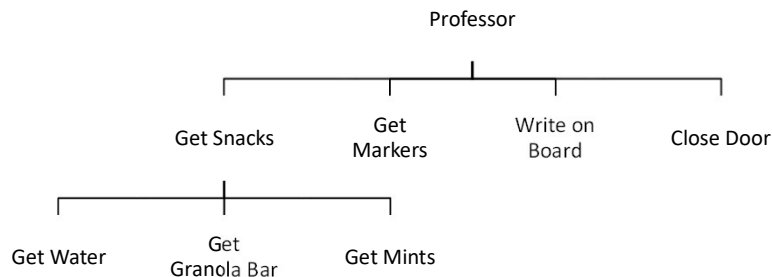 Professor
Get Snacks
Get
Markers
Write on
Board
Close Door
Get Water
Get
Granola Bar
Get Mints